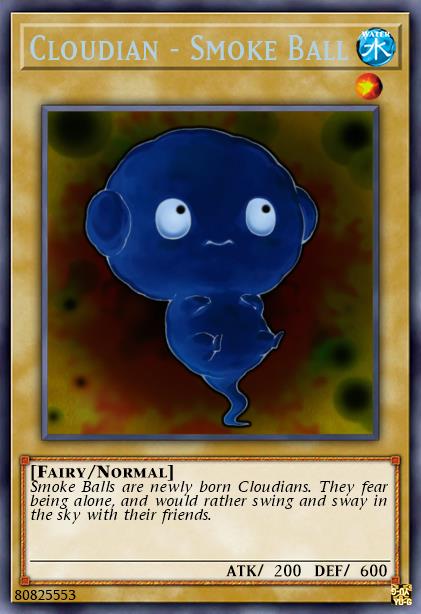 Cloudian - Smoke Ball
WATER
水
[Fairy/Normal]
Smoke Balls are newly born Cloudians. They fear
being alone, and would rather swing and sway in
the sky with their friends.
ATK/ 200 DEF/ 600
80825553